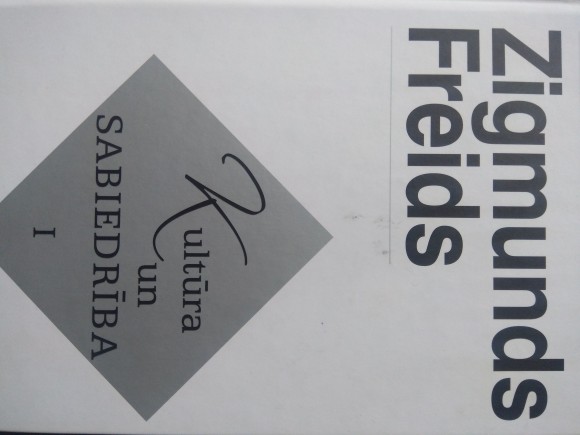 Zigmunds
Freids
Kultūra
un
SABIEDRĪBA
I